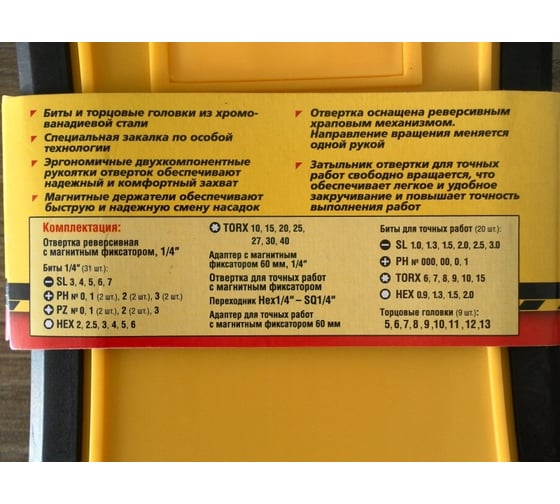 Биты и торцовые головки из хромо-
ванадиевой стали
Специальная закалка по особой
технологии
Эргономичные двухкомпонентные
рукоятки отверток обеспечивают
надежный и комфортный захват
Магнитные держатели обеспечивают
быструю и надежную смену насадок
Отвертка оснащена реверсивным
храповым механизмом.
Направление вращения меняется
одной рукой
Затыльник отвертки для точных
работ свободно вращается, что
обеспечивает легкое и удобное
закручивание и повышает точность
выполнения работ
Комплектация:
Отвертка реверсивная
с магнитным фиксатором, 1/4"
Биты 1/4" (31 шт.):
SL 3, 4, 5, 6, 7
PH № 0, 1 (2 шт.), 2 (2 шт.), 3 (2 шт.)
PZ № 0, 1 (2 шт.), 2 (2 шт.), 3
HEX 2, 2.5, 3, 4, 5, 6
TORX 10, 15, 20, 25,
27, 30, 40
Адаптер с магнитным
фиксатором 60 мм, 1/4"
Отвертка для точных работ
с магнитным фиксатором
Переходник Hex1/4" – SQ1/4"
Адаптер для точных работ
с магнитным фиксатором 60 мм
Биты для точных работ (20 шт.):
SL 1.0, 1.3, 1.5, 2.0, 2.5, 3.0
PH № 000, 00, 0, 1
TORX 6, 7, 8, 9, 10, 15
HEX 0.9, 1.3, 1.5, 2.0
Торцовые головки (9 шт.):
5, 6, 7, 8, 9, 10, 11, 12, 13